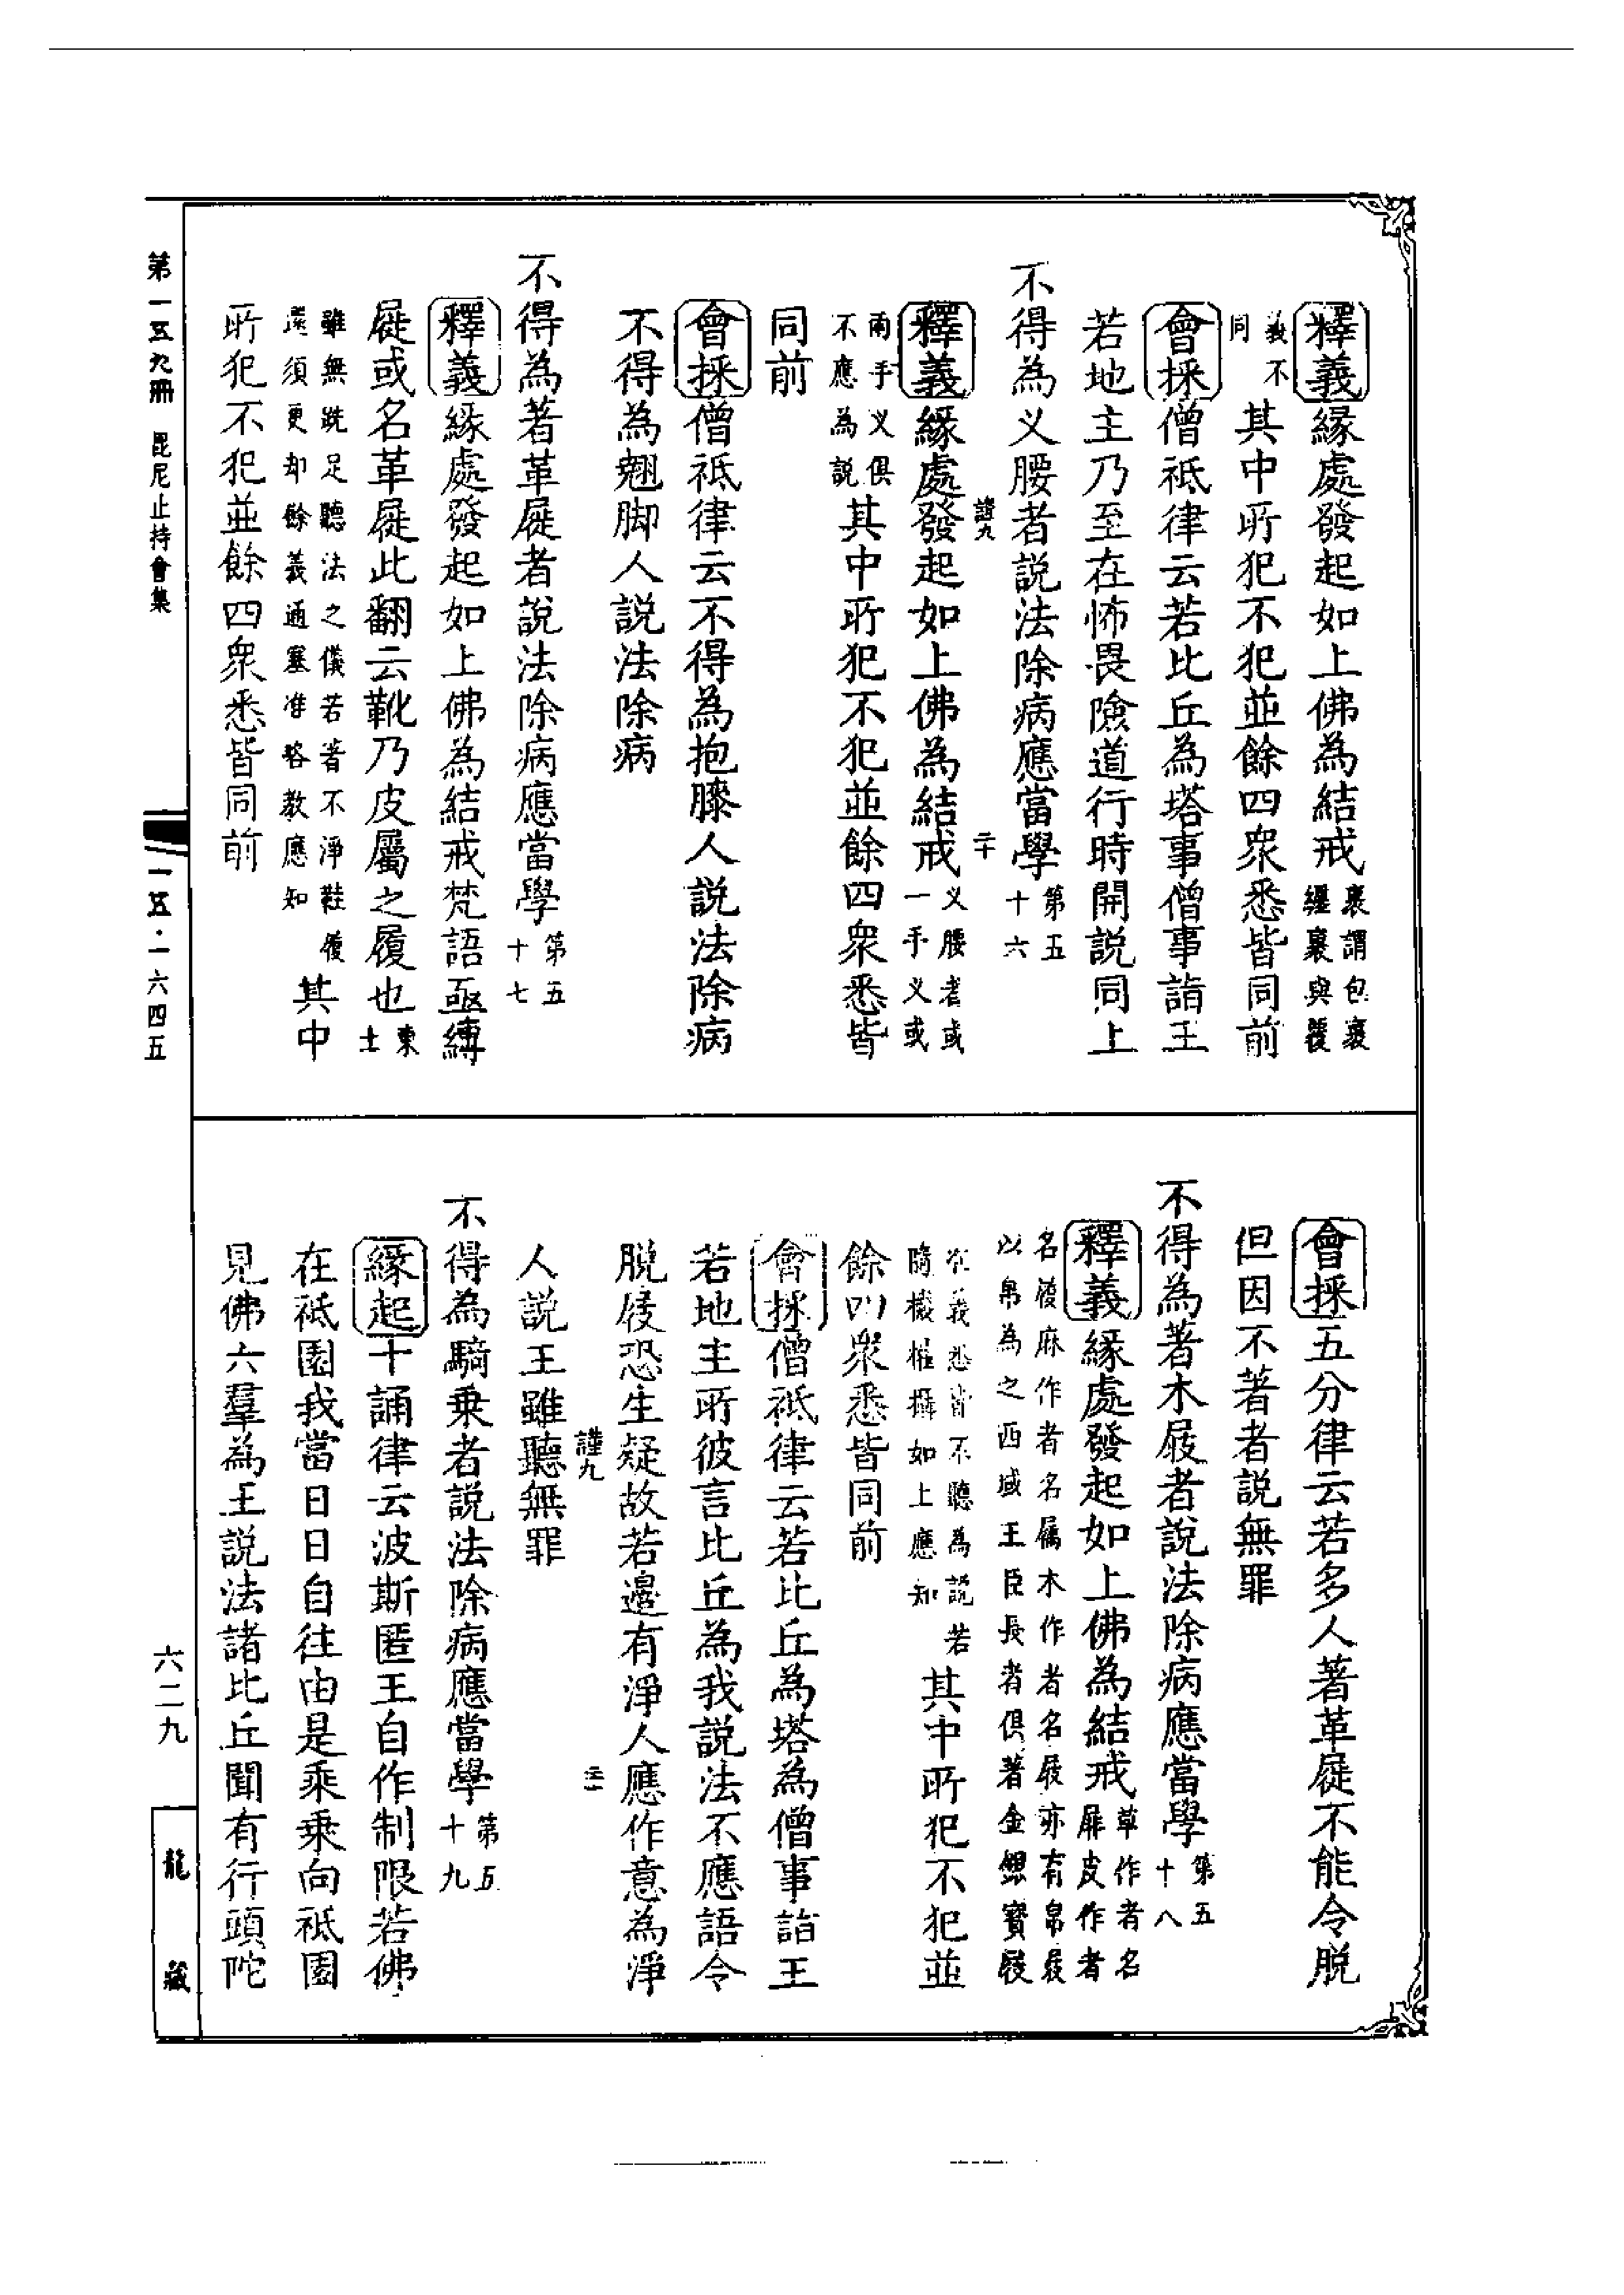 釋義緣處發起如上佛為結戒裹謂包裹纏裹與覆
義不同其中所犯不犯並餘四眾悉皆同前
會採僧祇律云若比丘為塔事僧事詣王
若地主乃至在怖畏險道行時開說同上
不得為义腰者說法除病應當學第五十六
謹九
二十
釋義緣處發起如上佛為結戒义腰者或一手义或
兩手义俱不應為說其中所犯不犯並餘四眾悉皆
同前
會採僧祇律云不得為抱膝人說法除病
不得為翹脚人說法除病
不得為著革屣者說法除病應當學第五十七
釋義緣處發起如上佛為結戒梵語亟縛
屣或名革屣此翻云靴乃皮屬之履也東土
雖無跣足聽法之儀若著不淨鞋履還須更却餘義通塞准略教應知其中
所犯不犯並餘四眾悉皆同前
會採五分律云若多人著革屣不能令脫
但因不著者說無罪
不得為著木屐者說法除病應當學第五十八
釋義緣處發起如上佛為結戒草作者名屝皮作者
名履麻作者名屩木作者名屐亦有帛屐以帛為之西域王臣長者俱著金銀寶屐
在義悉皆不聽為說若隨機權攝如上應知其中所犯不犯並
餘四眾悉皆同前
會採僧祇律云若比丘為塔為僧事詣王
若地主所彼言比丘為我說法不應語令
脫屐恐生疑故若邊有淨人應作意為淨
謹九
二十一
人說王雖聽無罪
不得為騎乘者說法除病應當學第五十九
緣起十誦律云波斯匿王自作制限若佛
在祇園我當日日自往由是乘乘向祇園
見佛六羣為王說法諸比丘聞有行頭陀
第一五九冊 毘尼止持會集
一五·一六四五
六二九
龍藏